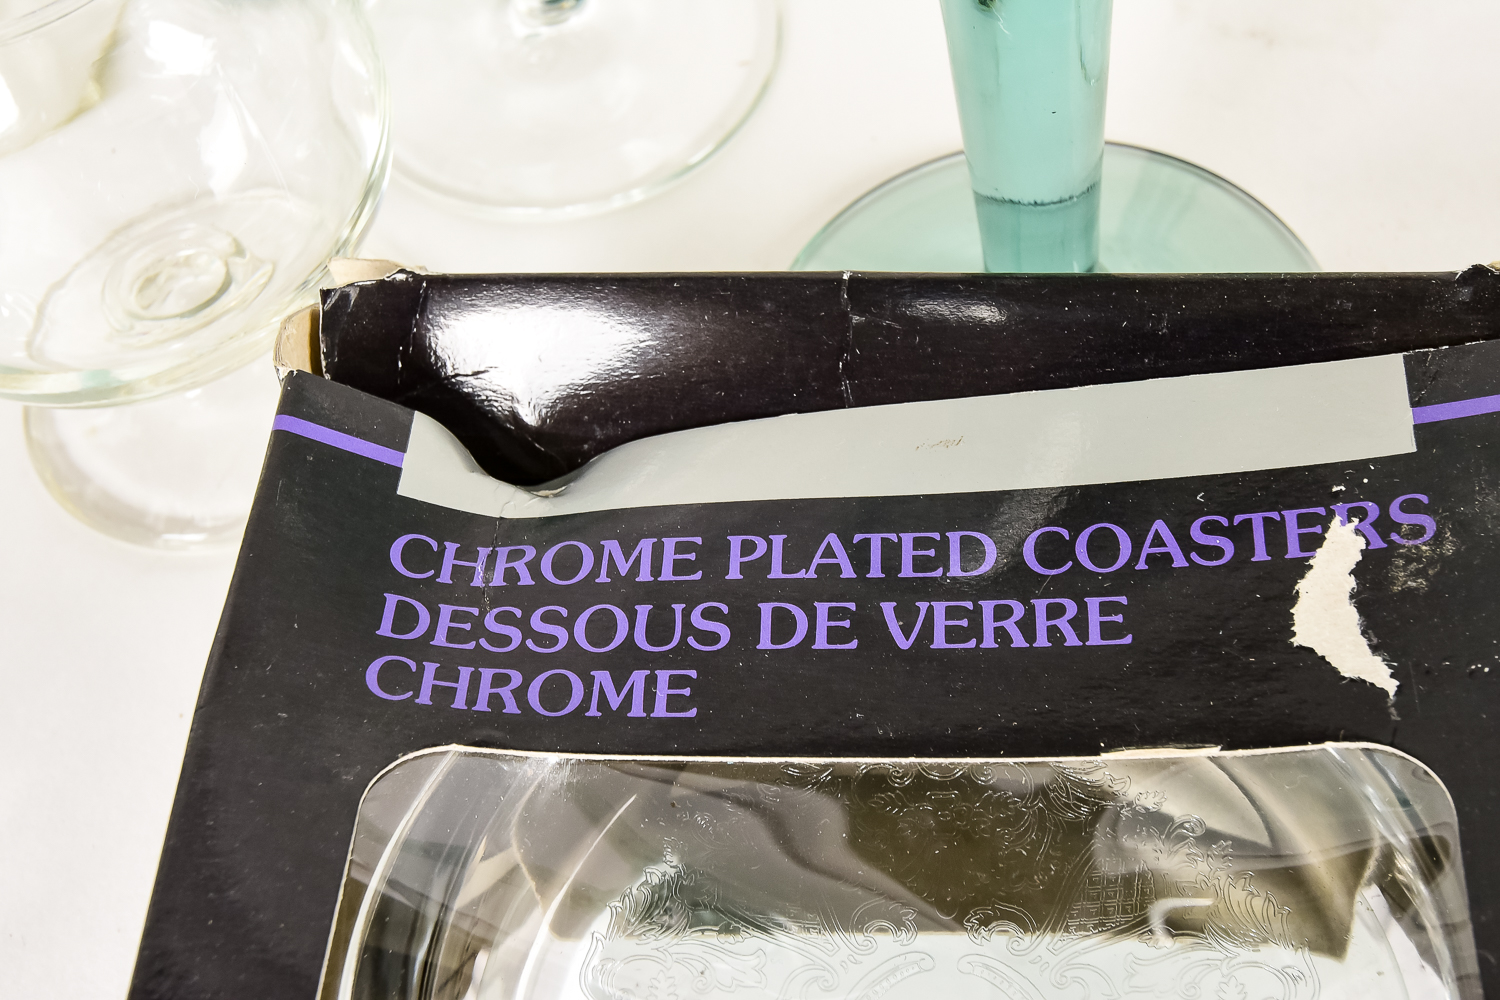 CHROME PLATED COASTERS
DESSOUS DE VERRE
CHROME